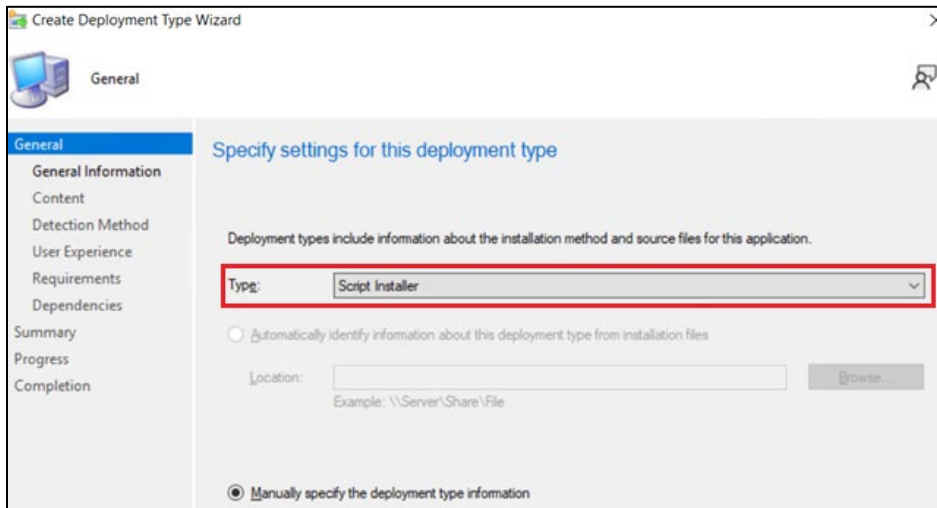 Create Deployment Type Wizard
General
General
General Information
Content
Detection Method
User Experience
Requirements
Dependencies
Summary
Progress
Completion
Specify settings for this deployment type
Deployment types include information about the installation method and source files for this application.
Type: Script Installer
Automatically identify information about this deployment type from installation files
Location: Browse...
Example: \\Server\Share\File
Manually specify the deployment type information